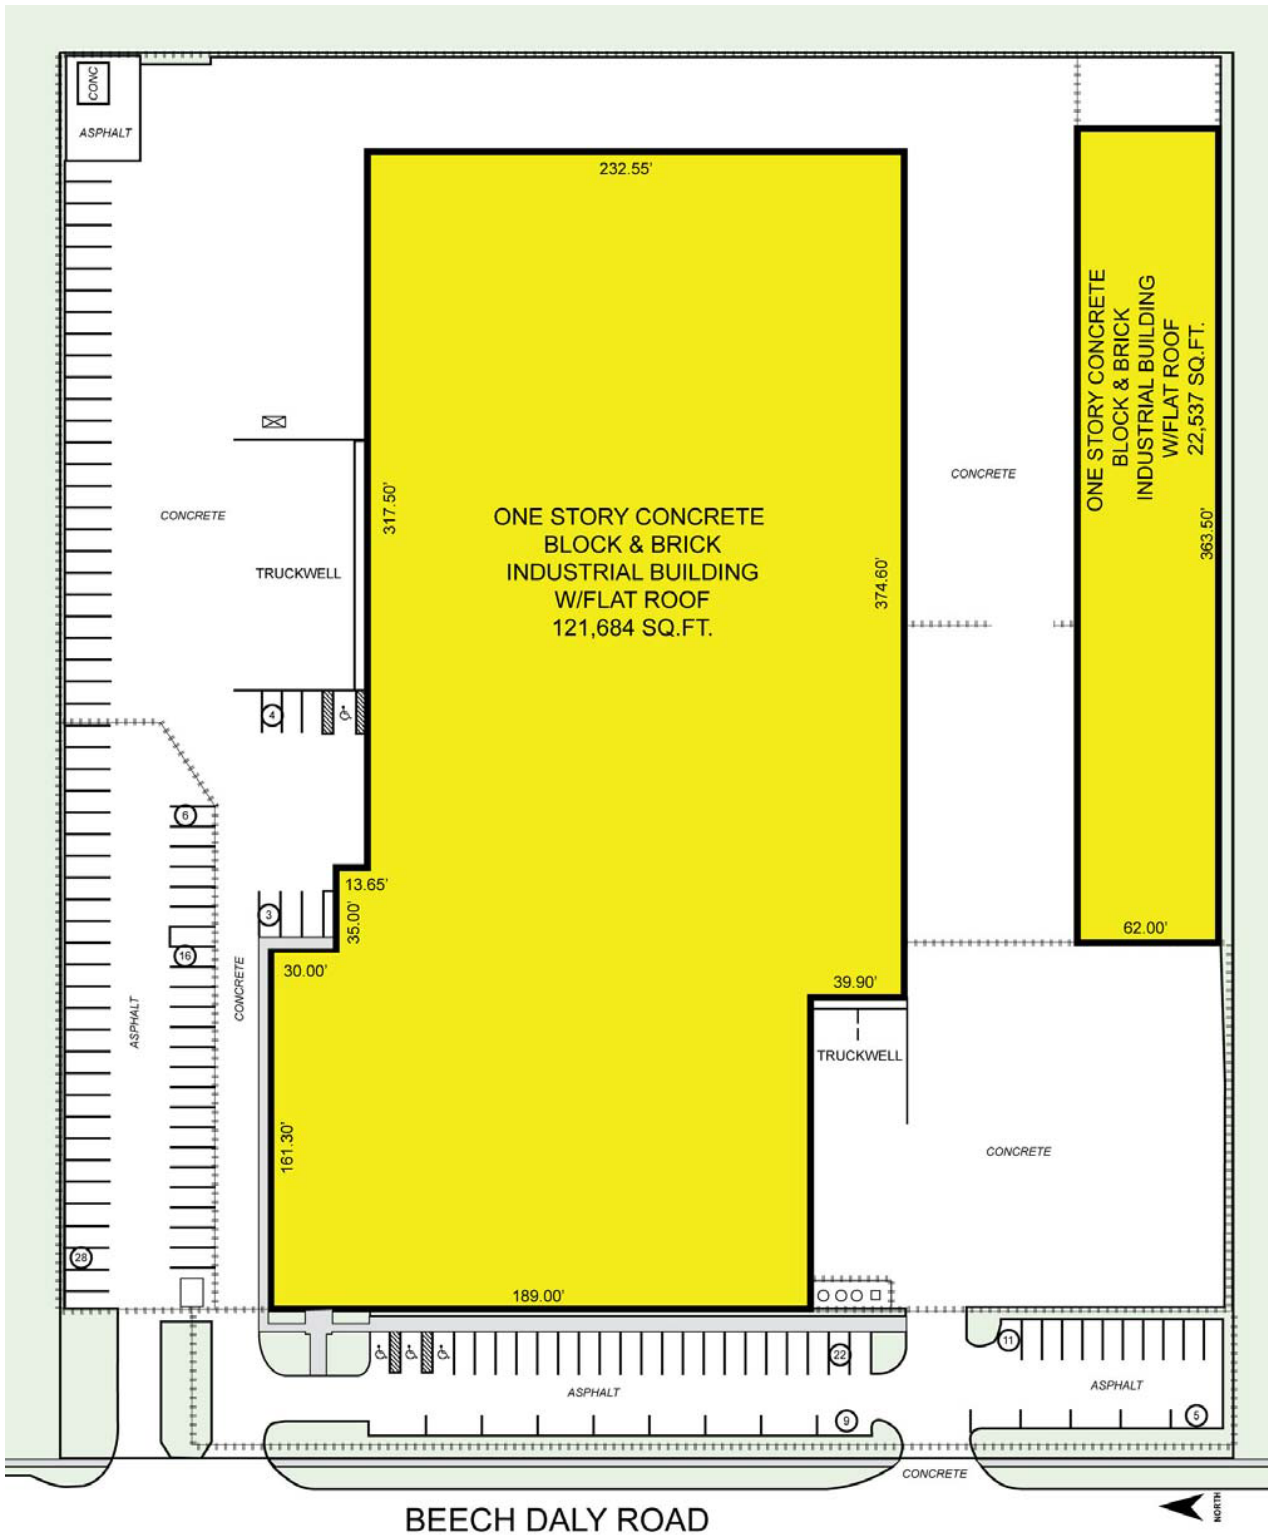 CONC
ASPHALT
232.55'
ONE STORY CONCRETE
BLOCK & BRICK
INDUSTRIAL BUILDING
W/FLAT ROOF
22,537 SQ.FT.
363.50'
62.00'
CONCRETE
CONCRETE
TRUCKWELL
317.50'
ONE STORY CONCRETE
BLOCK & BRICK
INDUSTRIAL BUILDING
W/FLAT ROOF
121,684 SQ.FT.
374.60'
4
6
13.65'
35.00'
3
16
30.00'
39.90'
CONCRETE
ASPHALT
TRUCKWELL
161.30'
CONCRETE
28
189.00'
22
11
ASPHALT
ASPHALT
9
5
CONCRETE
BEECH DALY ROAD
NORTH